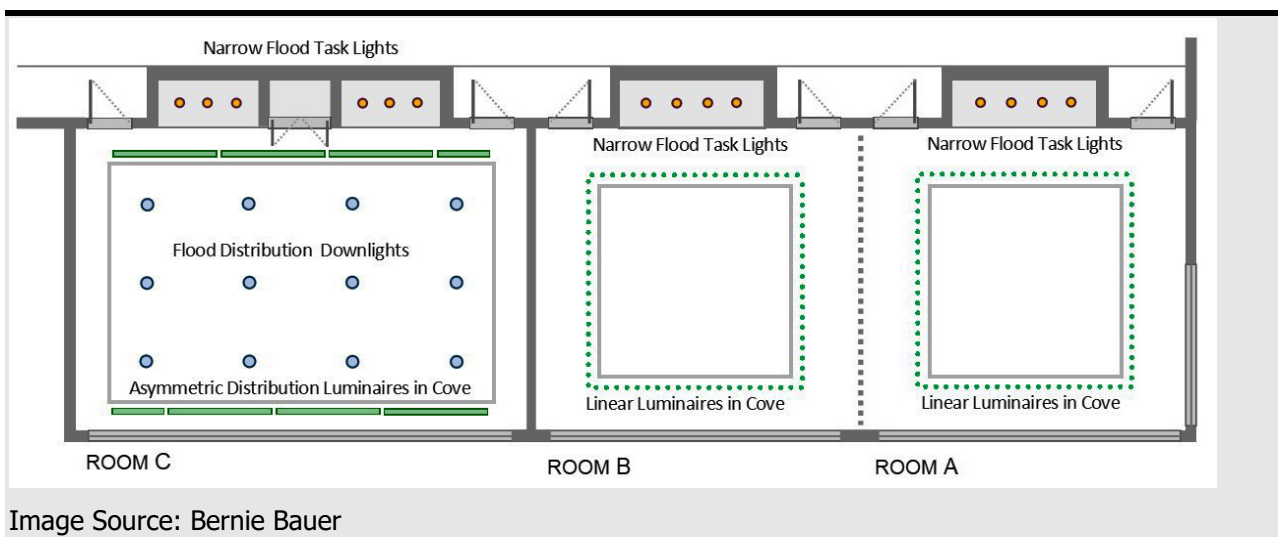 Narrow Flood Task Lights
Narrow Flood Task Lights
Narrow Flood Task Lights
Flood Distribution Downlights
Asymmetric Distribution Luminaires in Cove
Linear Luminaires in Cove
Linear Luminaires in Cove
ROOM C
ROOM B
ROOM A
Image Source: Bernie Bauer